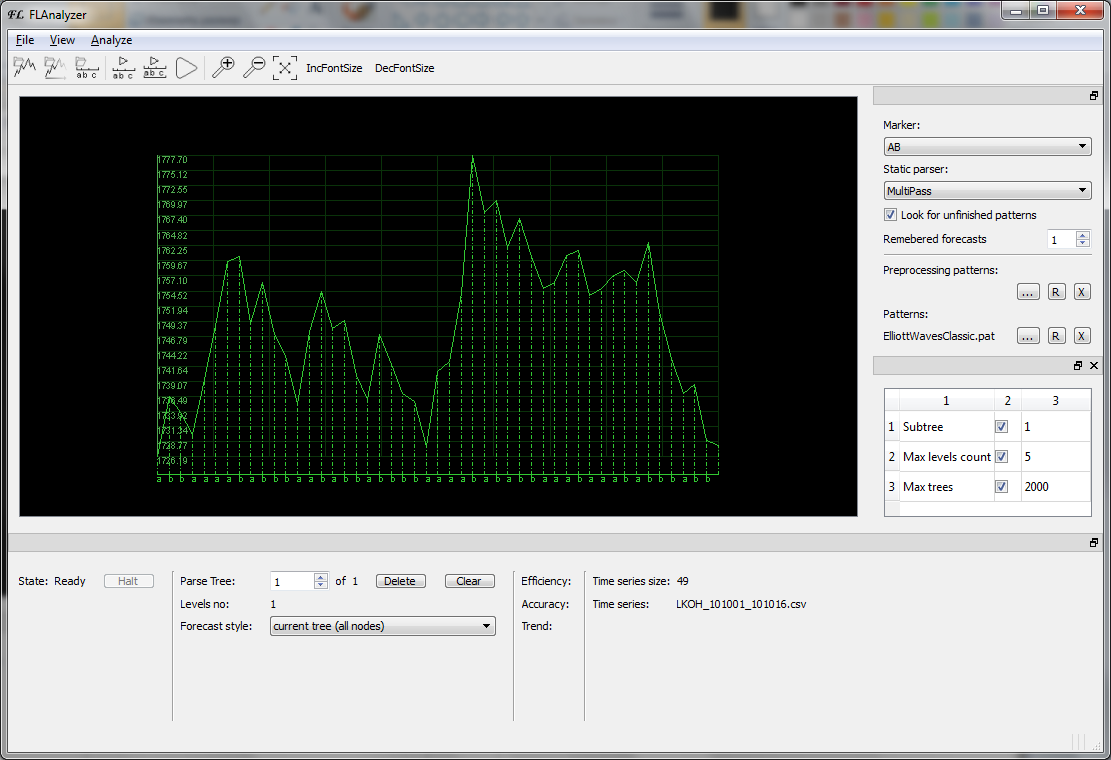 FL FLAnalyzer
File View Analyze
ab c ab c ab c IncFontSize DecFontSize
1777.70
1775.12
1772.55
1769.97
1767.40
1764.82
1762.25
1759.67
1757.10
1754.52
1751.94
1749.37
1746.79
1744.22
1741.64
1739.07
1736.49
1733.92
1731.34
1728.77
1726.19
Marker:
AB
Static parser:
MultiPass
Look for unfinished patterns
Remebered forecasts 1
Preprocessing patterns:
... R X
Patterns:
ElliottWavesClassic.pat ... R X
1 2 3
1 Subtree 1
2 Max levels count 5
3 Max trees 2000
State: Ready Halt
Parse Tree: 1 of 1 Delete Clear
Levels no: 1
Forecast style: current tree (all nodes)
Efficiency:
Accuracy:
Trend:
Time series size: 49
Time series: LKOH_101001_101016.csv